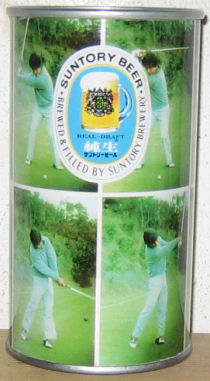 SUNTORY BEER
• BREWED & FILLED BY SUNTORY BREWERY •
REAL-DRAFT
純生
サントリービール